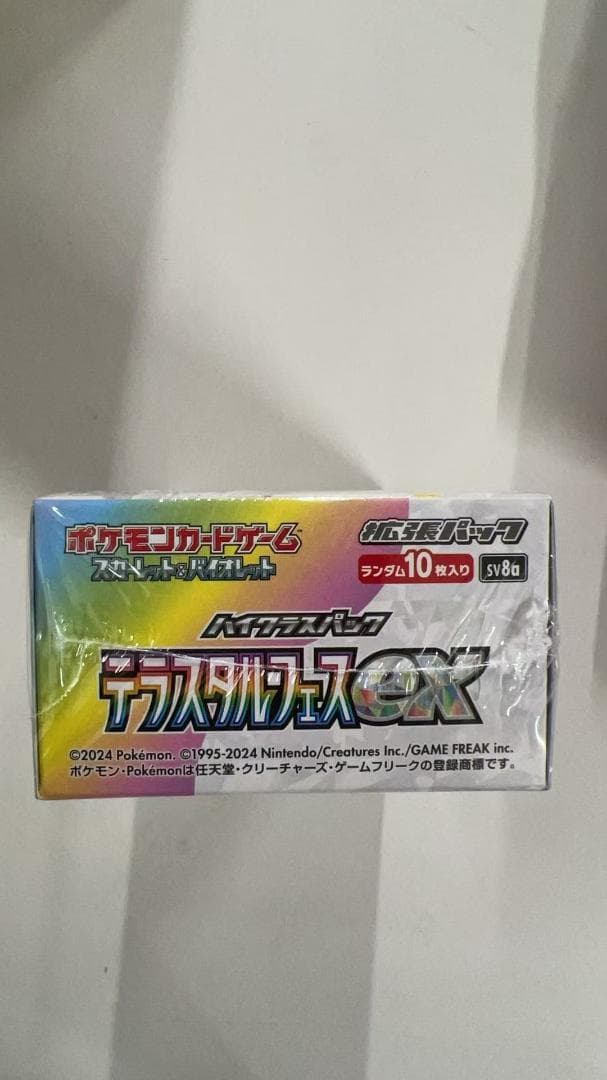 ポケモンカードゲーム
スカーレット&バイオレット
拡張パック
ランダム10枚入り SV8a
ハイクラスパック
テラスタルフェスex
©2024 Pokémon. ©1995-2024 Nintendo/Creatures Inc./GAME FREAK inc.
ポケモン・Pokémonは任天堂・クリーチャーズ・ゲームフリークの登録商標です。